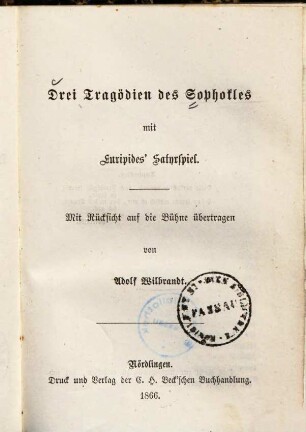 Drei Tragödien des Sophokles
mit
Euripides' Satyrspiel.
Mit Rücksicht auf die Bühne übertragen
von
Adolf Wilbrandt.
PASSAU
Nördlingen.
Druck und Verlag der C. H. Beck'schen Buchhandlung.
1866.